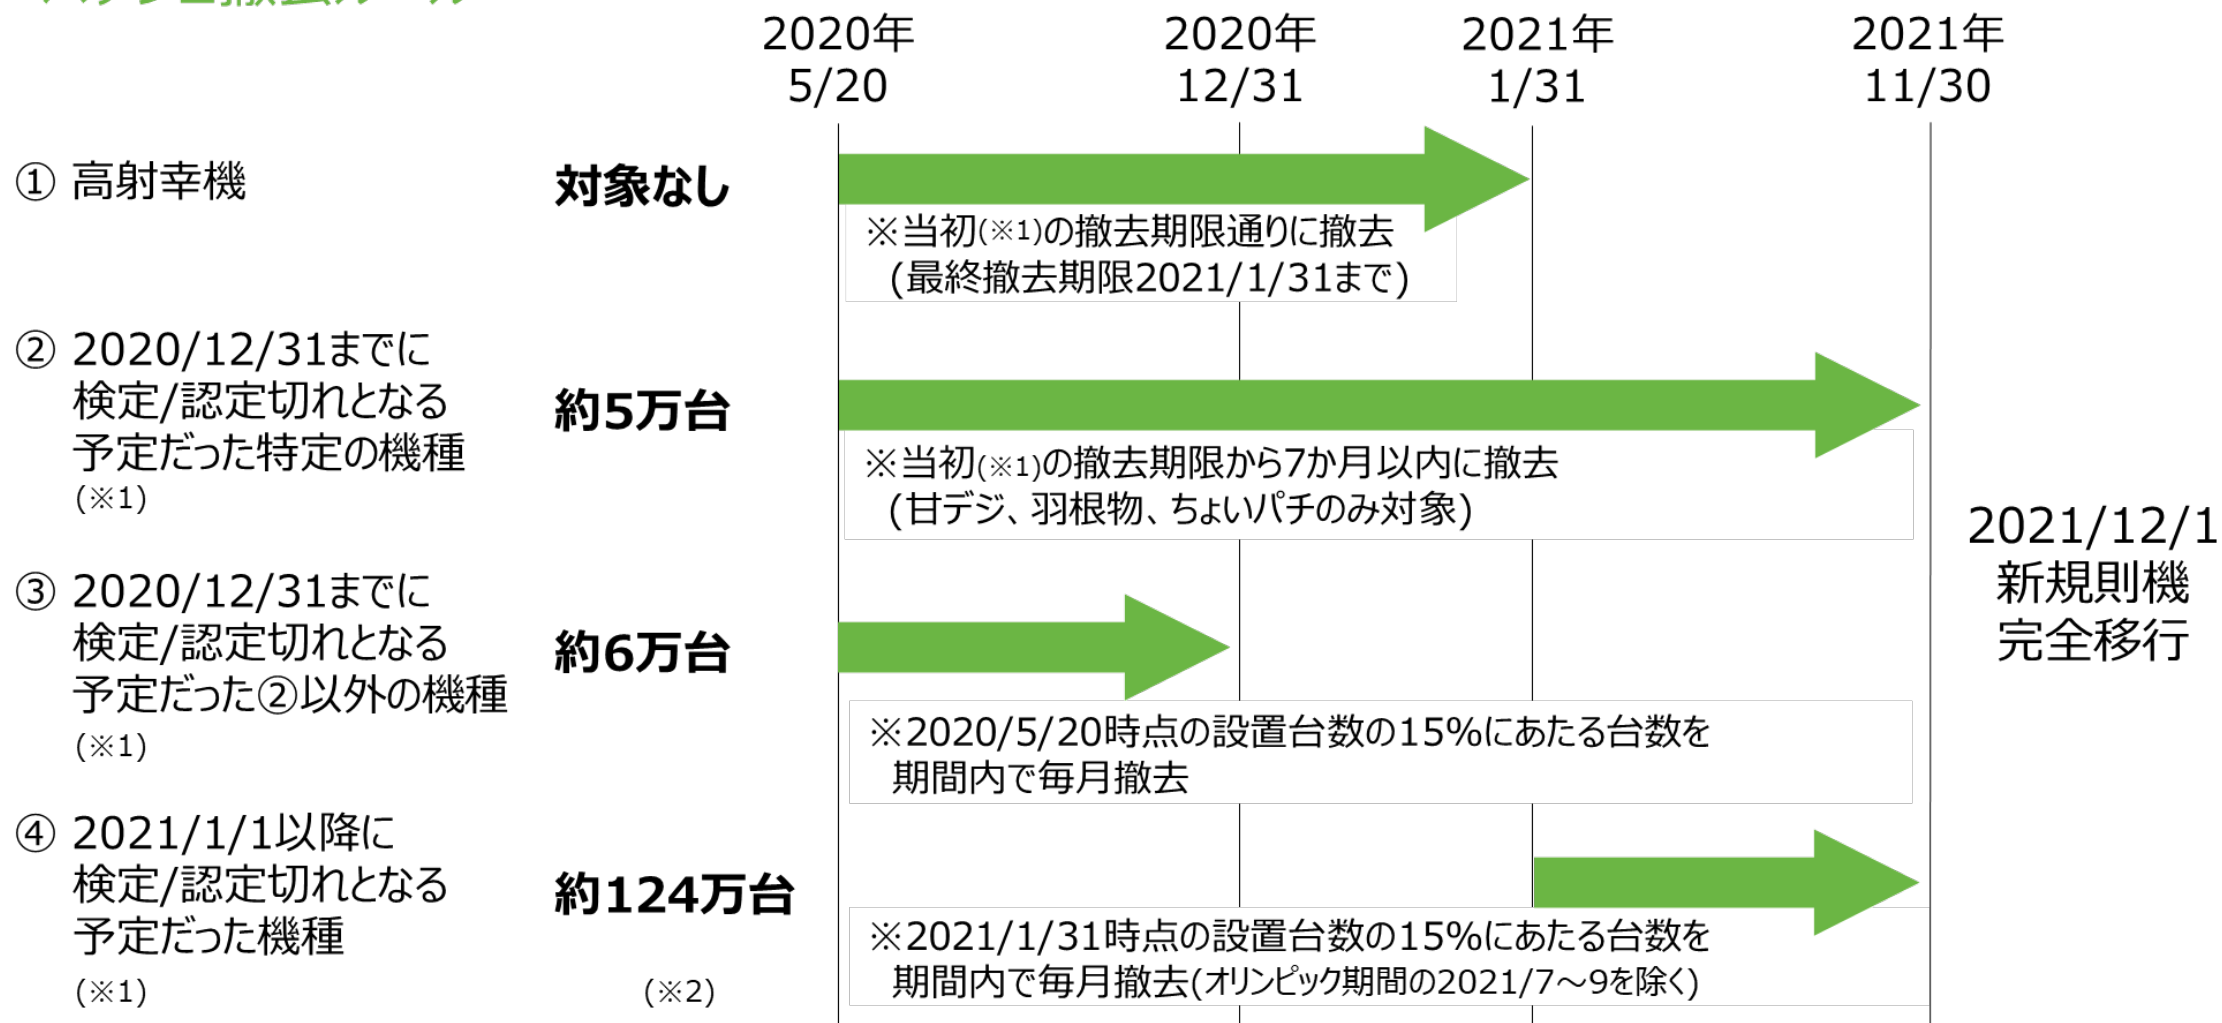 2020年
5/20
2020年
12/31
2021年
1/31
2021年
11/30
① 高射幸機
対象なし
※当初(※1)の撤去期限通りに撤去
(最終撤去期限2021/1/31まで)
② 2020/12/31までに
検定/認定切れとなる
予定だった特定の機種
(※1)
約5万台
※当初(※1)の撤去期限から7か月以内に撤去
(甘デジ、羽根物、ちょいパチのみ対象)
③ 2020/12/31までに
検定/認定切れとなる
予定だった②以外の機種
(※1)
約6万台
※2020/5/20時点の設置台数の15%にあたる台数を
期間内で毎月撤去
④ 2021/1/1以降に
検定/認定切れとなる
予定だった機種
(※1)
約124万台
(※2)
※2021/1/31時点の設置台数の15%にあたる台数を
期間内で毎月撤去(オリンピック期間の2021/7～9を除く)
2021/12/1
新規則機
完全移行